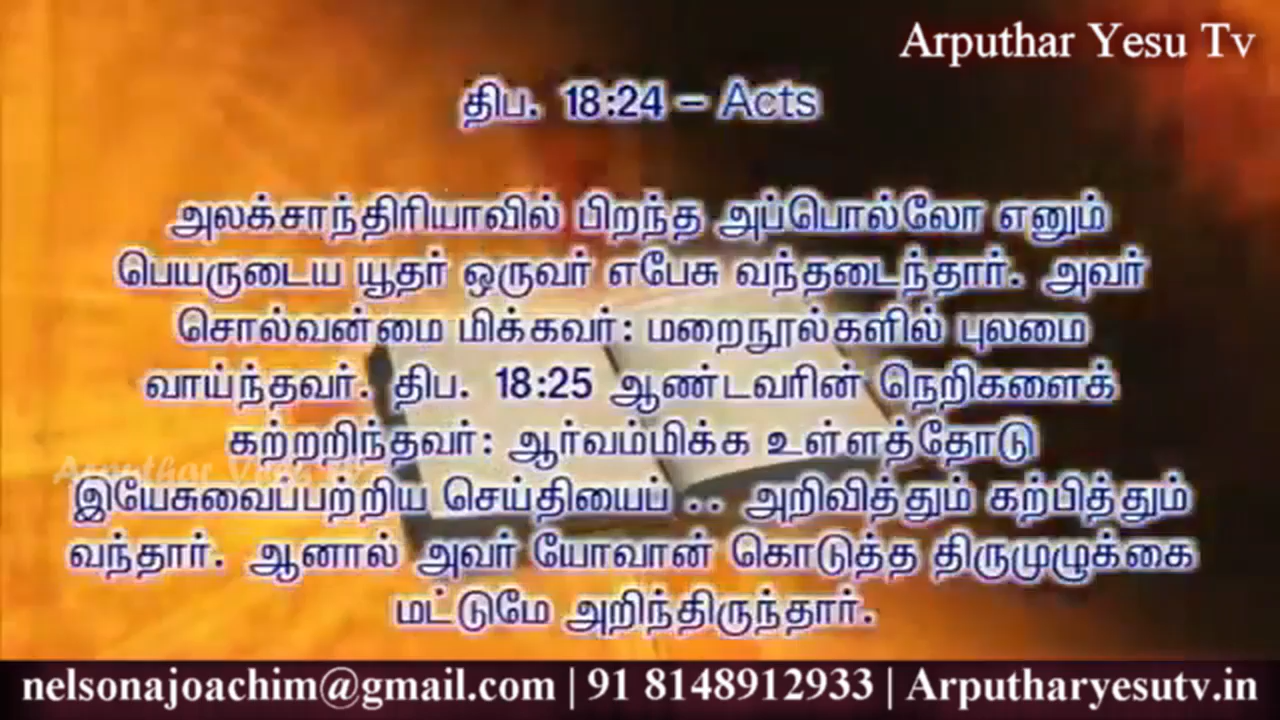 Arputhar Yesu Tv
திப. 18:24 – Acts
அலக்சாந்திரியாவில் பிறந்த அப்பொல்லோ எனும்
பெயருடைய யூதர் ஒருவர் எபேசு வந்தடைந்தார். அவர்
சொல்வன்மை மிக்கவர்: மறைநூல்களில் புலமை
வாய்ந்தவர். திப. 18:25 ஆண்டவரின் நெறிகளைக்
கற்றறிந்தவர்: ஆர்வம்மிக்க உள்ளத்தோடு
இயேசுவைப்பற்றிய செய்தியைப் .. அறிவித்தும் கற்பித்தும்
வந்தார். ஆனால் அவர் யோவான் கொடுத்த திருமுழுக்கை
மட்டுமே அறிந்திருந்தார்.
nelsonajoachim@gmail.com | 91 8148912933 | Arputharyesutv.in